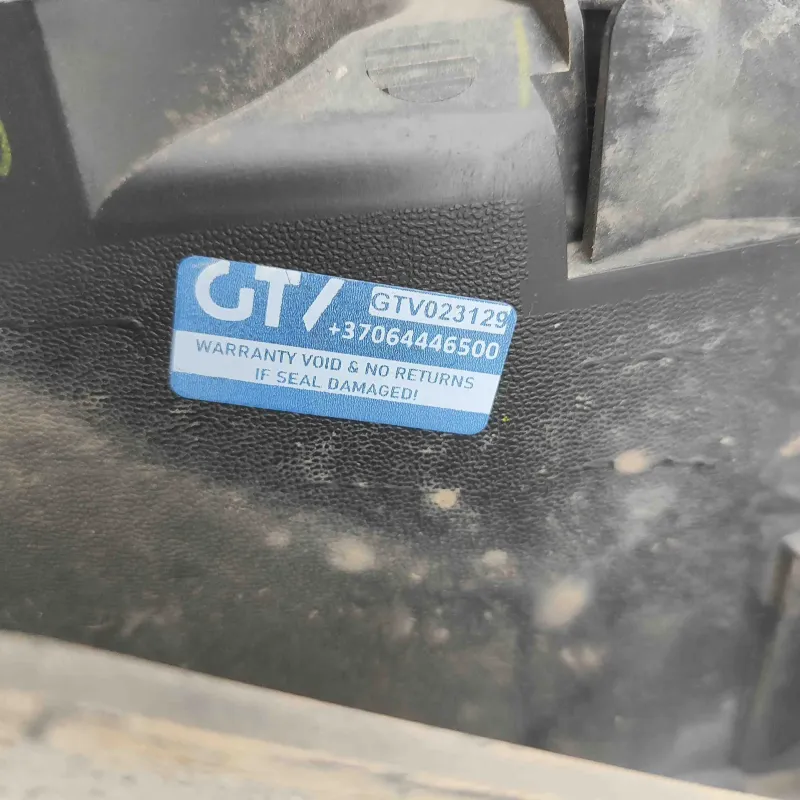 GTV GTV023129
+37064446500
WARRANTY VOID & NO RETURNS
IF SEAL DAMAGED!